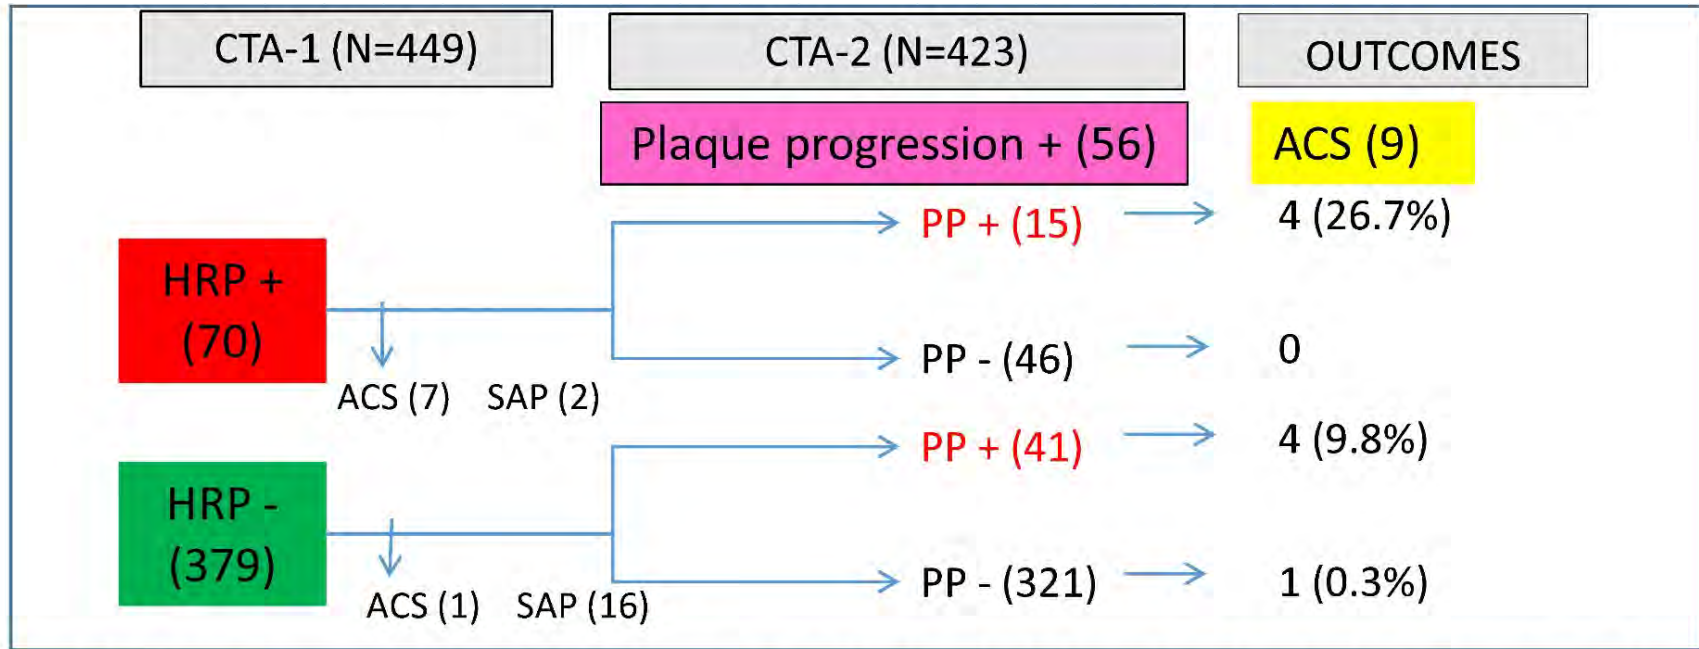 CTA-1 (N=449)
CTA-2 (N=423)
OUTCOMES
Plaque progression + (56)
ACS (9)
HRP +
(70)
ACS (7) SAP (2)
PP + (15)
4 (26.7%)
PP - (46)
0
HRP -
(379)
ACS (1) SAP (16)
PP + (41)
4 (9.8%)
PP - (321)
1 (0.3%)